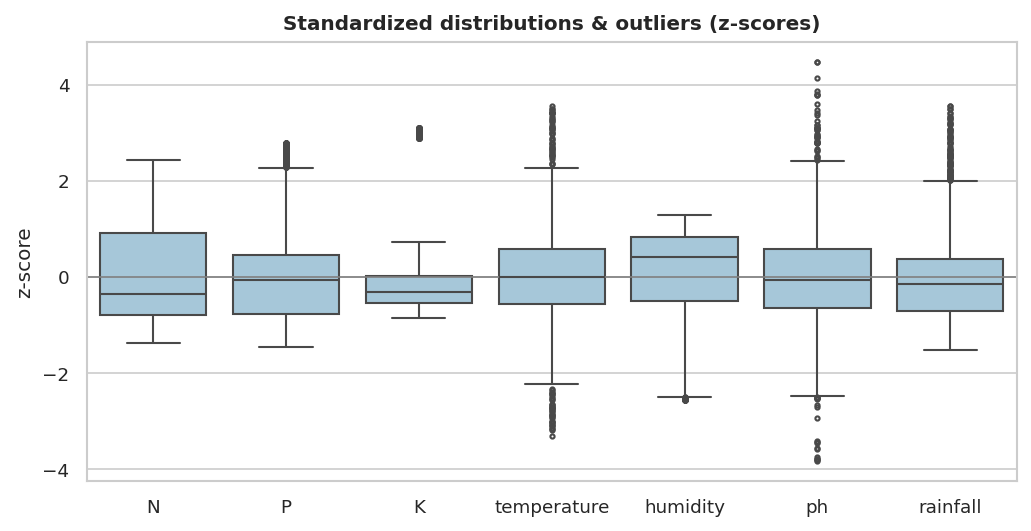 Standardized distributions & outliers (z-scores)
z-score
4
2
0
−2
−4
N P K temperature humidity ph rainfall